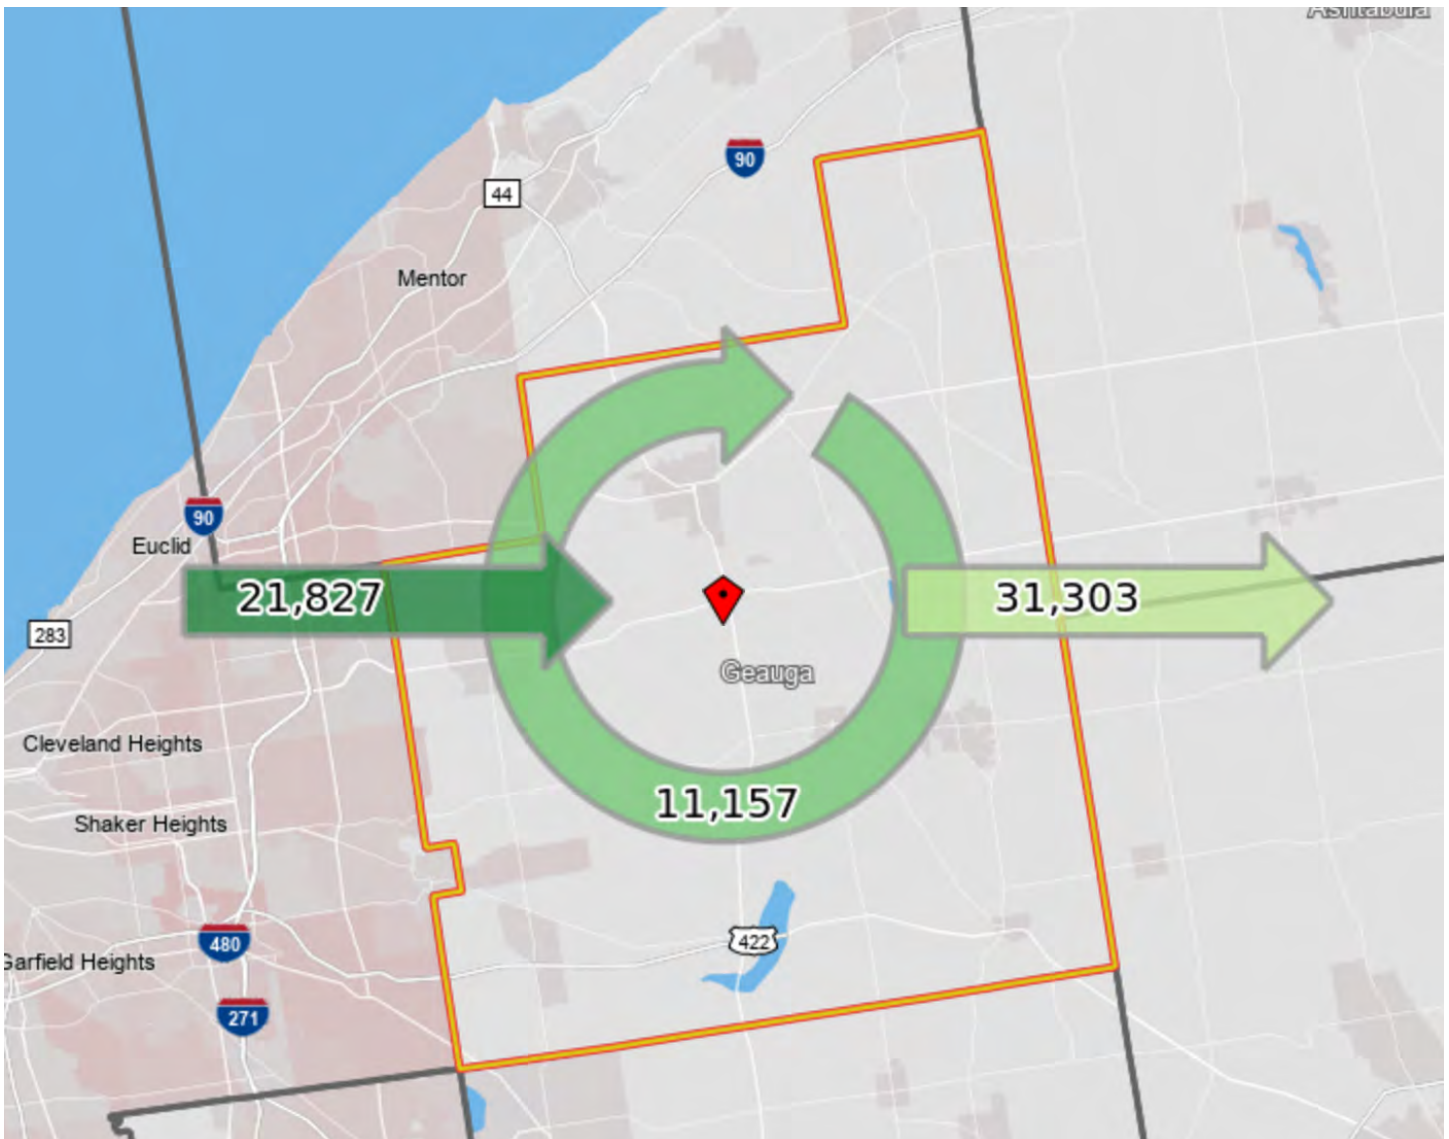 Ashtabula
90
44
Mentor
90
Euclid
21,827
31,303
283
Geauga
Cleveland Heights
11,157
Shaker Heights
422
480
Garfield Heights
271